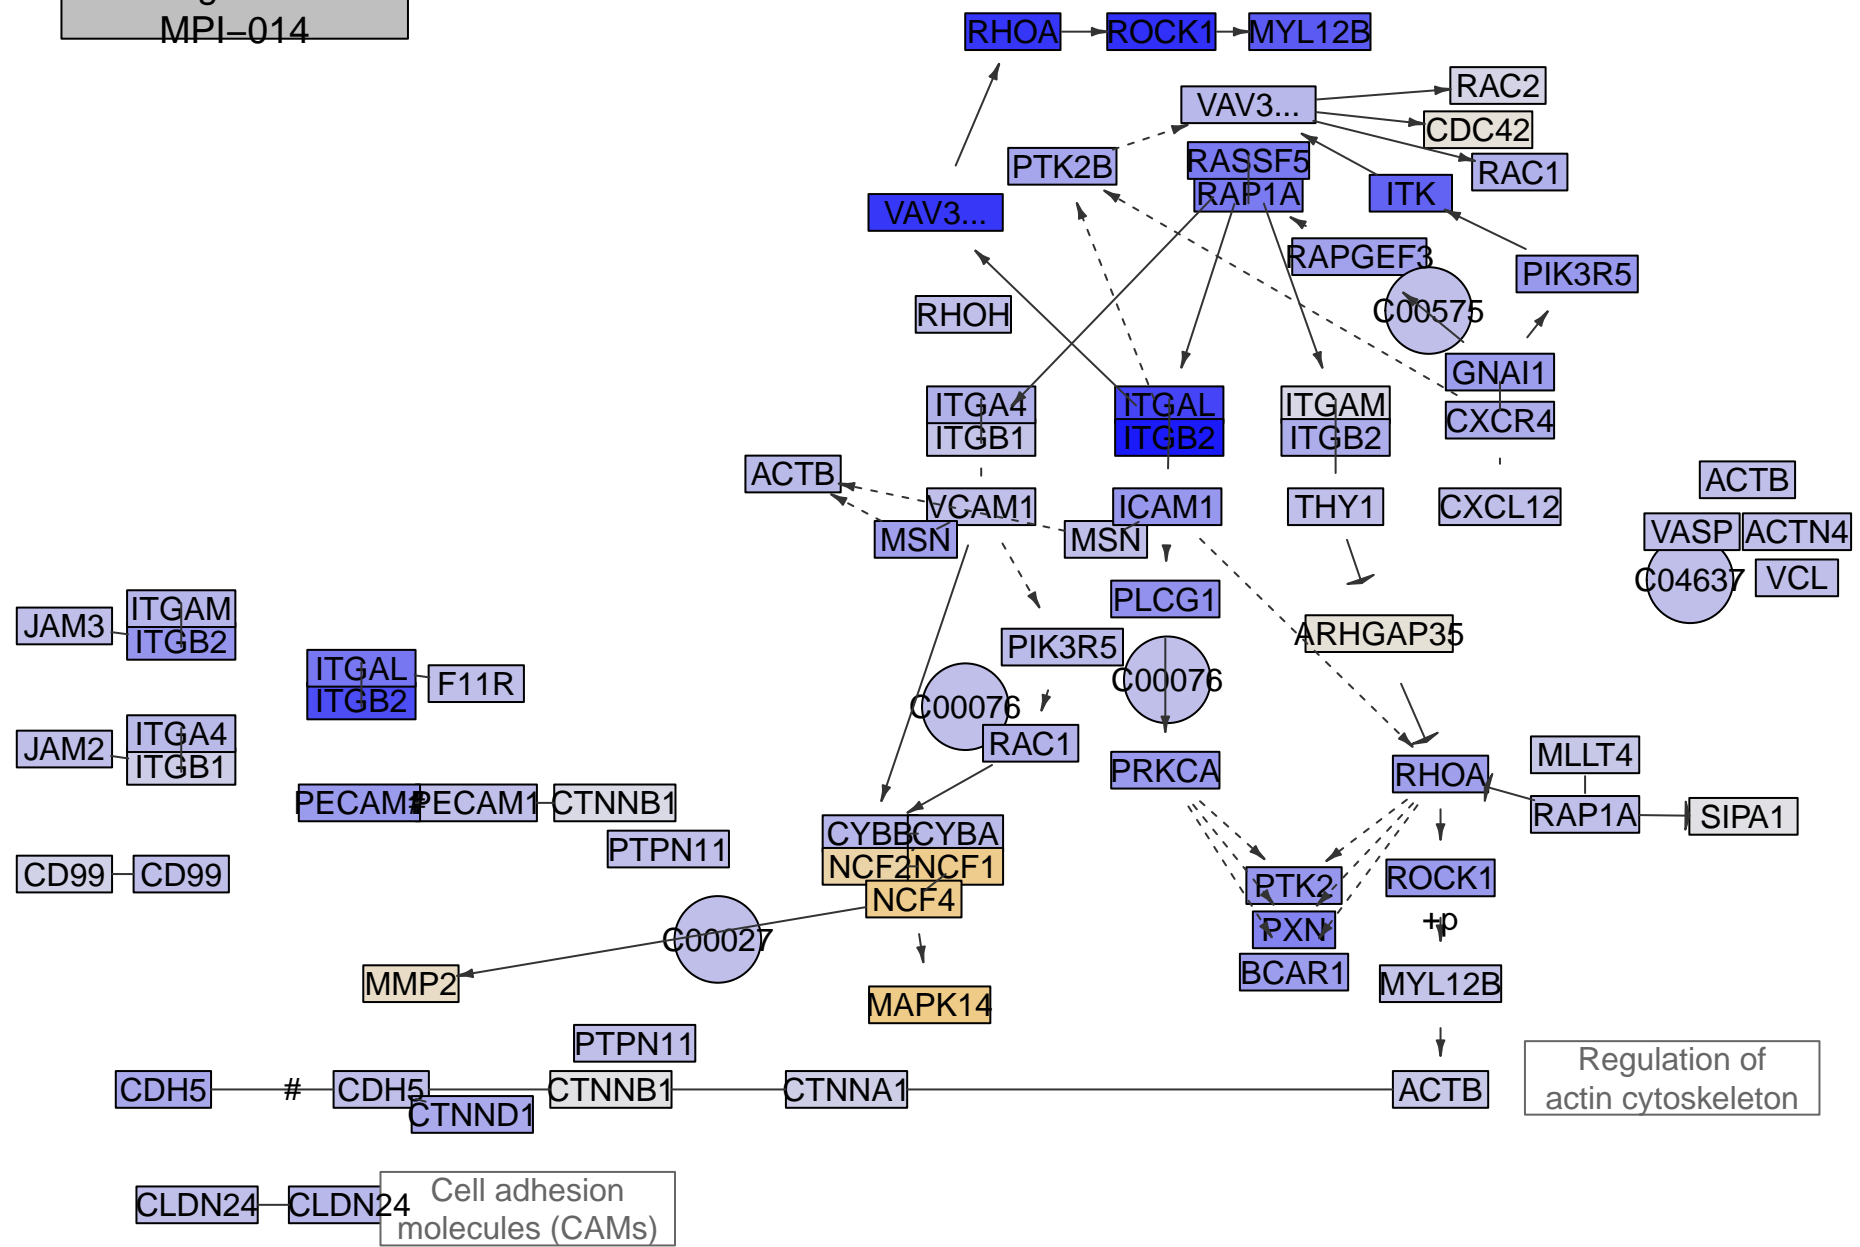 MPI−014
RHOA
ROCK1
MYL12B
RAC2
VAV3...
CDC42
PTK2B
RASSF5
RAC1
RAP1A
ITK
VAV3...
RAPGEF3
PIK3R5
RHOH
C00575
GNAI1
ITGA4
ITGAL
ITGAM
CXCR4
ITGB1
ITGB2
ITGB2
ACTB
ACTB
VCAM1
ICAM1
THY1
CXCL12
MSN
MSN
VASP
ACTN4
C04637
VCL
PLCG1
JAM3
ITGAM
ITGB2
ARHGAP35
PIK3R5
ITGAL
ITGB2
F11R
C00076
C00076
RAC1
JAM2
ITGA4
ITGB1
PRKCA
RHOA
MLLT4
RAP1A
SIPA1
PECAM1
#
PECAM1
CTNNB1
PTPN11
CYBB
CYBA
NCF2
NCF1
NCF4
CD99
CD99
PTK2
ROCK1
+p
PXN
BCAR1
C00027
MMP2
MAPK14
MYL12B
PTPN11
CDH5
#
CDH5
CTNNB1
CTNNA1
ACTB
CTNND1
Regulation of
actin cytoskeleton
CLDN24
CLDN24
Cell adhesion
molecules (CAMs)